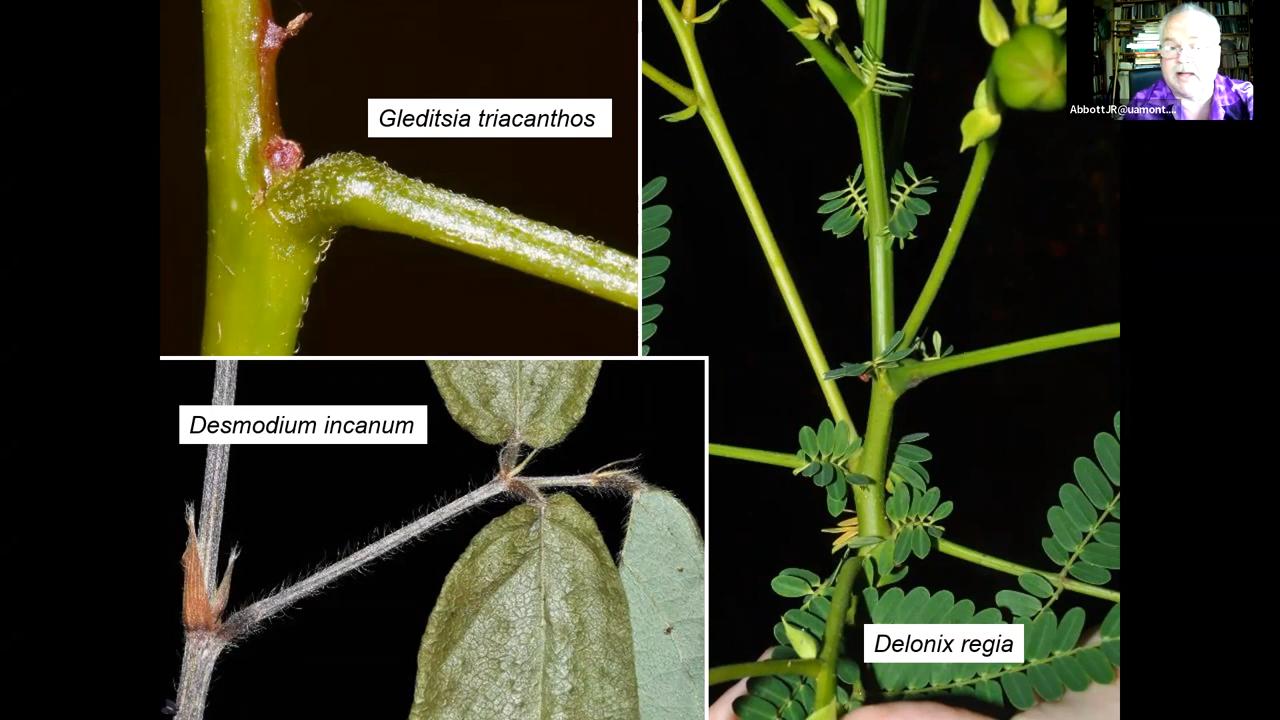 Gleditsia triacanthos
AbbottJR@uamont....
Desmodium incanum
Delonix regia